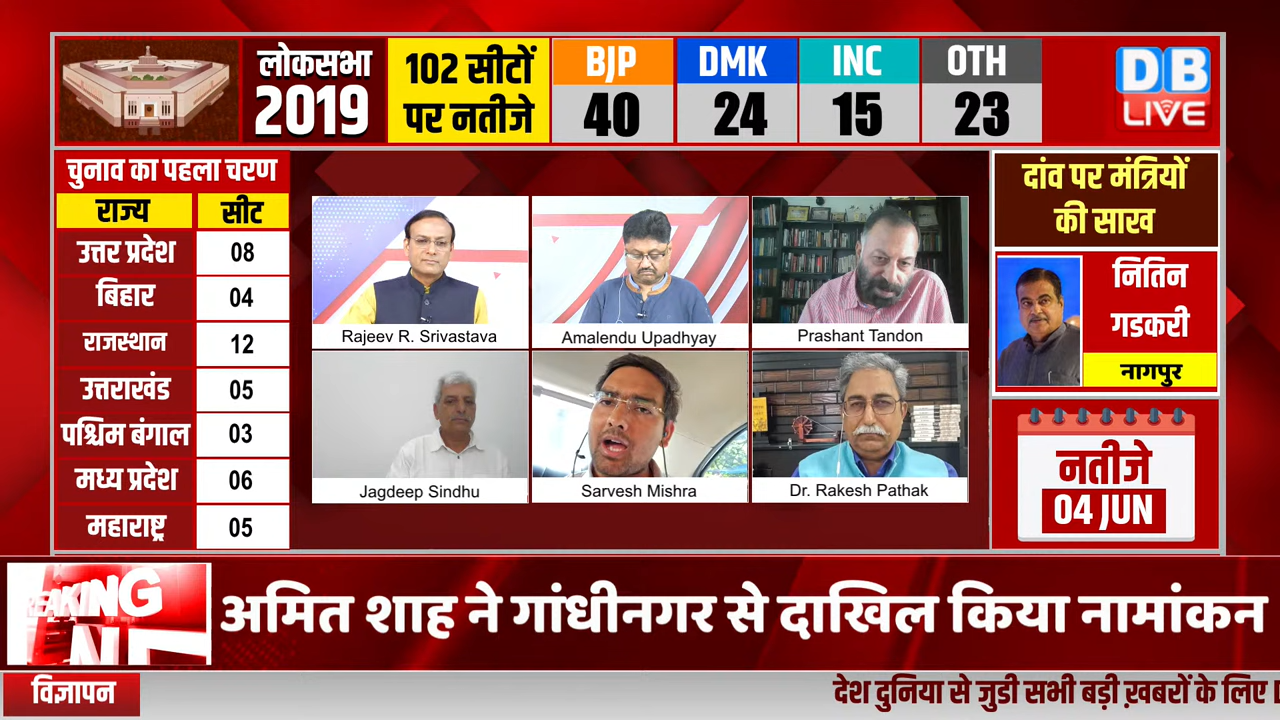 लोकसभा
2019
102 सीटों
पर नतीजे
BJP
40
DMK
24
INC
15
OTH
23
DB
LIVE
चुनाव का पहला चरण
राज्य सीट
उत्तर प्रदेश 08
बिहार 04
राजस्थान 12
उत्तराखंड 05
पश्चिम बंगाल 03
मध्य प्रदेश 06
महाराष्ट्र 05
Rajeev R. Srivastava
Amalendu Upadhyay
Prashant Tandon
Jagdeep Sindhu
Sarvesh Mishra
Dr. Rakesh Pathak
दांव पर मंत्रियों
की साख
नितिन
गडकरी
नागपुर
नतीजे
04 JUN
अमित शाह ने गांधीनगर से दाखिल किया नामांकन
विज्ञापन
देश दुनिया से जुडी सभी बड़ी ख़बरों के लिए